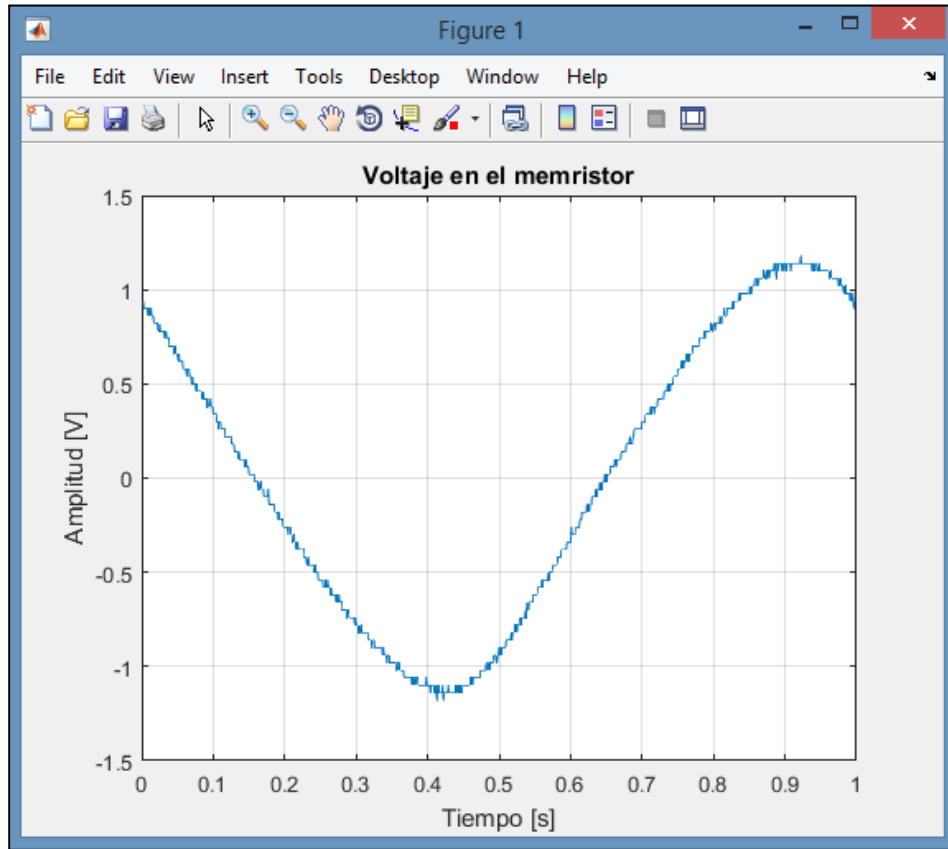 Figure 1
File Edit View Insert Tools Desktop Window Help
Voltaje en el memristor
1.5
1
0.5
0
-0.5
-1
-1.5
Amplitud [V]
0 0.1 0.2 0.3 0.4 0.5 0.6 0.7 0.8 0.9 1
Tiempo [s]